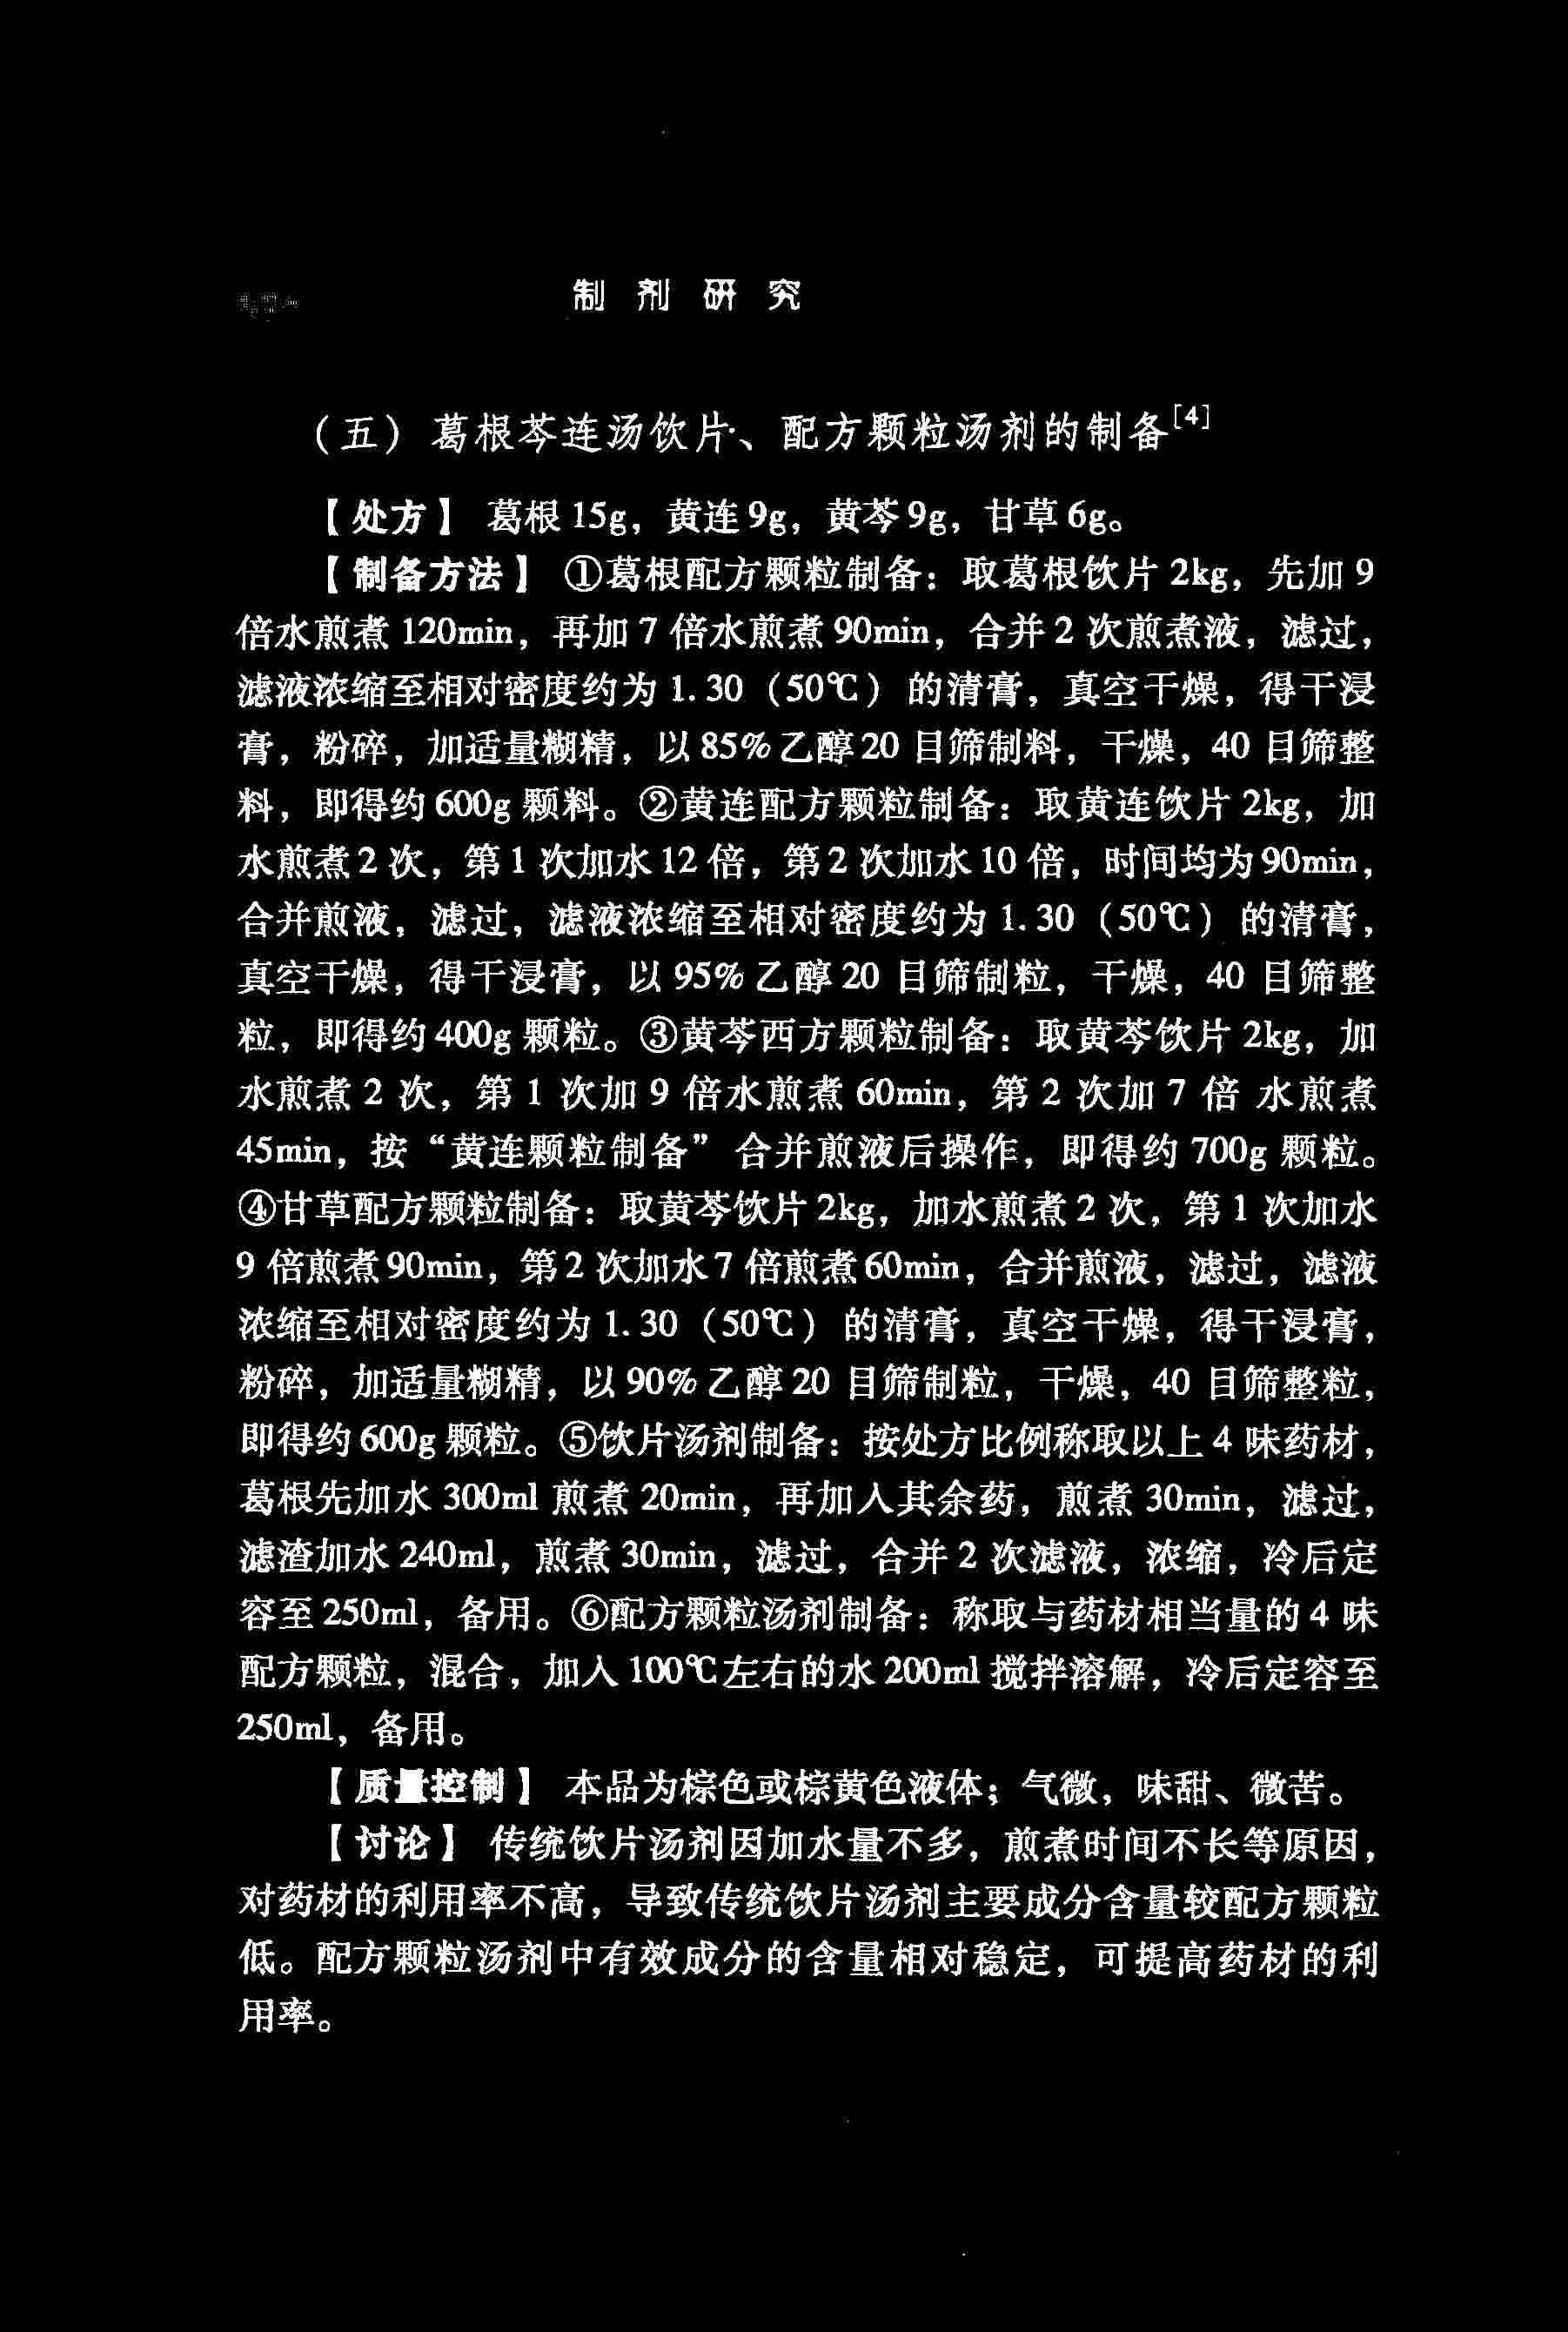 制剂研究
（五）葛根芩连汤饮片、配方颗粒汤剂的制备[4]
【处方】 葛根15g，黄连9g，黄芩9g，甘草6g。
【制备方法】 ①葛根配方颗粒制备：取葛根饮片2kg，先加9
倍水煎煮120min，再加7倍水煎煮90min，合并2次煎煮液，滤过，
滤液浓缩至相对密度约为1.30（50℃）的清膏，真空干燥，得干浸
膏，粉碎，加适量糊精，以85%乙醇20目筛制料，干燥，40目筛整
料，即得约600g颗料。②黄连配方颗粒制备：取黄连饮片2kg，加
水煎煮2次，第1次加水12倍，第2次加水10倍，时间均为90min，
合并煎液，滤过，滤液浓缩至相对密度约为1.30（50℃）的清膏，
真空干燥，得干浸膏，以95%乙醇20目筛制粒，干燥，40目筛整
粒，即得约400g颗粒。③黄芩西方颗粒制备：取黄芩饮片2kg，加
水煎煮2次，第1次加9倍水煎煮60min，第2次加7倍水煎煮
45min，按“黄连颗粒制备”合并煎液后操作，即得约700g颗粒。
④甘草配方颗粒制备：取黄芩饮片2kg，加水煎煮2次，第1次加水
9倍煎煮90min，第2次加水7倍煎煮60min，合并煎液，滤过，滤液
浓缩至相对密度约为1.30（50℃）的清膏，真空干燥，得干浸膏，
粉碎，加适量糊精，以90%乙醇20目筛制粒，干燥，40目筛整粒，
即得约600g颗粒。⑤饮片汤剂制备：按处方比例称取以上4味药材，
葛根先加水300ml煎煮20min，再加入其余药，煎煮30min，滤过，
滤渣加水240ml，煎煮30min，滤过，合并2次滤液，浓缩，冷后定
容至250ml，备用。⑥配方颗粒汤剂制备：称取与药材相当量的4味
配方颗粒，混合，加入100℃左右的水200ml搅拌溶解，冷后定容至
250ml，备用。
【质量控制】 本品为棕色或棕黄色液体；气微，味甜、微苦。
【讨论】 传统饮片汤剂因加水量不多，煎煮时间不长等原因，
对药材的利用率不高，导致传统饮片汤剂主要成分含量较配方颗粒
低。配方颗粒汤剂中有效成分的含量相对稳定，可提高药材的利
用率。